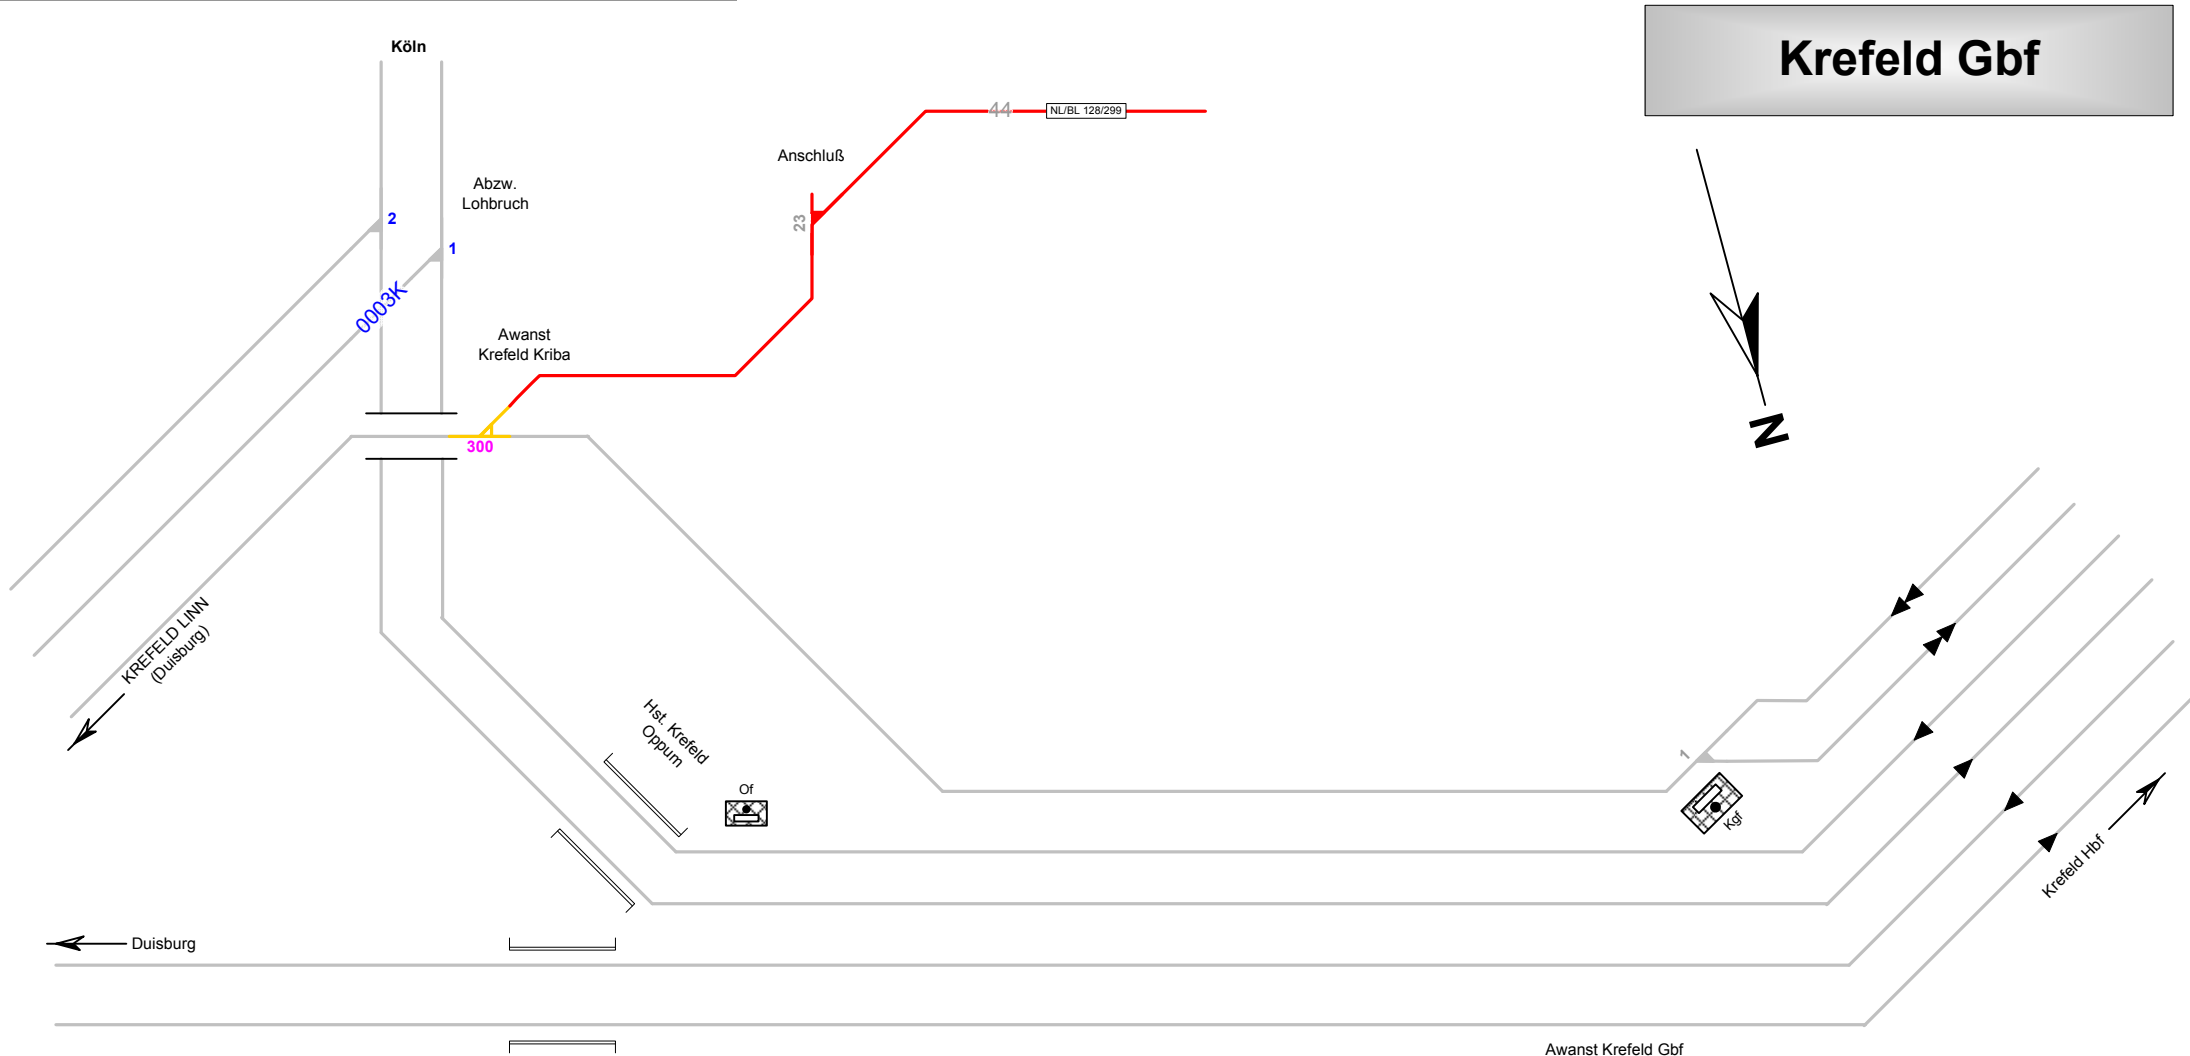 Krefeld Gbf
Köln
44
NL/BL 128/299
Anschluß
Abzw.
Lohbruch
2
23
1
0003K
Awanst
Krefeld Kriba
300
N
KREFELD LINN
(Duisburg)
Hst. Krefeld
Oppum
Of
1
Kgf
Krefeld Hbf
Duisburg
Awanst Krefeld Gbf